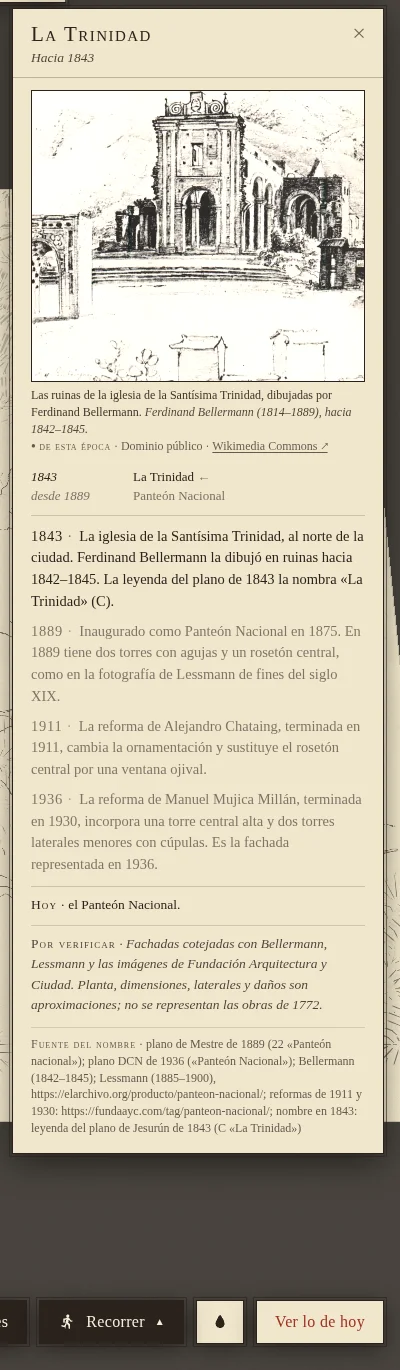 La Trinidad
×
Hacia 1843
Las ruinas de la iglesia de la Santísima Trinidad, dibujadas por
Ferdinand Bellermann. Ferdinand Bellermann (1814–1889), hacia
1842–1845.
• de esta época · Dominio público · Wikimedia Commons ↗
1843 La Trinidad ←
desde 1889 Panteón Nacional
1843 · La iglesia de la Santísima Trinidad, al norte de la
ciudad. Ferdinand Bellermann la dibujó en ruinas hacia
1842–1845. La leyenda del plano de 1843 la nombra «La
Trinidad» (C).
1889 · Inaugurado como Panteón Nacional en 1875. En
1889 tiene dos torres con agujas y un rosetón central,
como en la fotografía de Lessmann de fines del siglo
XIX.
1911 · La reforma de Alejandro Chataing, terminada en
1911, cambia la ornamentación y sustituye el rosetón
central por una ventana ojival.
1936 · La reforma de Manuel Mujica Millán, terminada
en 1930, incorpora una torre central alta y dos torres
laterales menores con cúpulas. Es la fachada
representada en 1936.
Hoy · el Panteón Nacional.
Por verificar · Fachadas cotejadas con Bellermann,
Lessmann y las imágenes de Fundación Arquitectura y
Ciudad. Planta, dimensiones, laterales y daños son
aproximaciones; no se representan las obras de 1772.
Fuente del nombre · plano de Mestre de 1889 (22 «Panteón
nacional»); plano DCN de 1936 («Panteón Nacional»); Bellermann
(1842–1845); Lessmann (1885–1900),
https://elarchivo.org/producto/panteon-nacional/; reformas de 1911 y
1930: https://fundaayc.com/tag/panteon-nacional/; nombre en 1843:
leyenda del plano de Jesurún de 1843 (C «La Trinidad»)
es Recorrer ▲ Ver lo de hoy